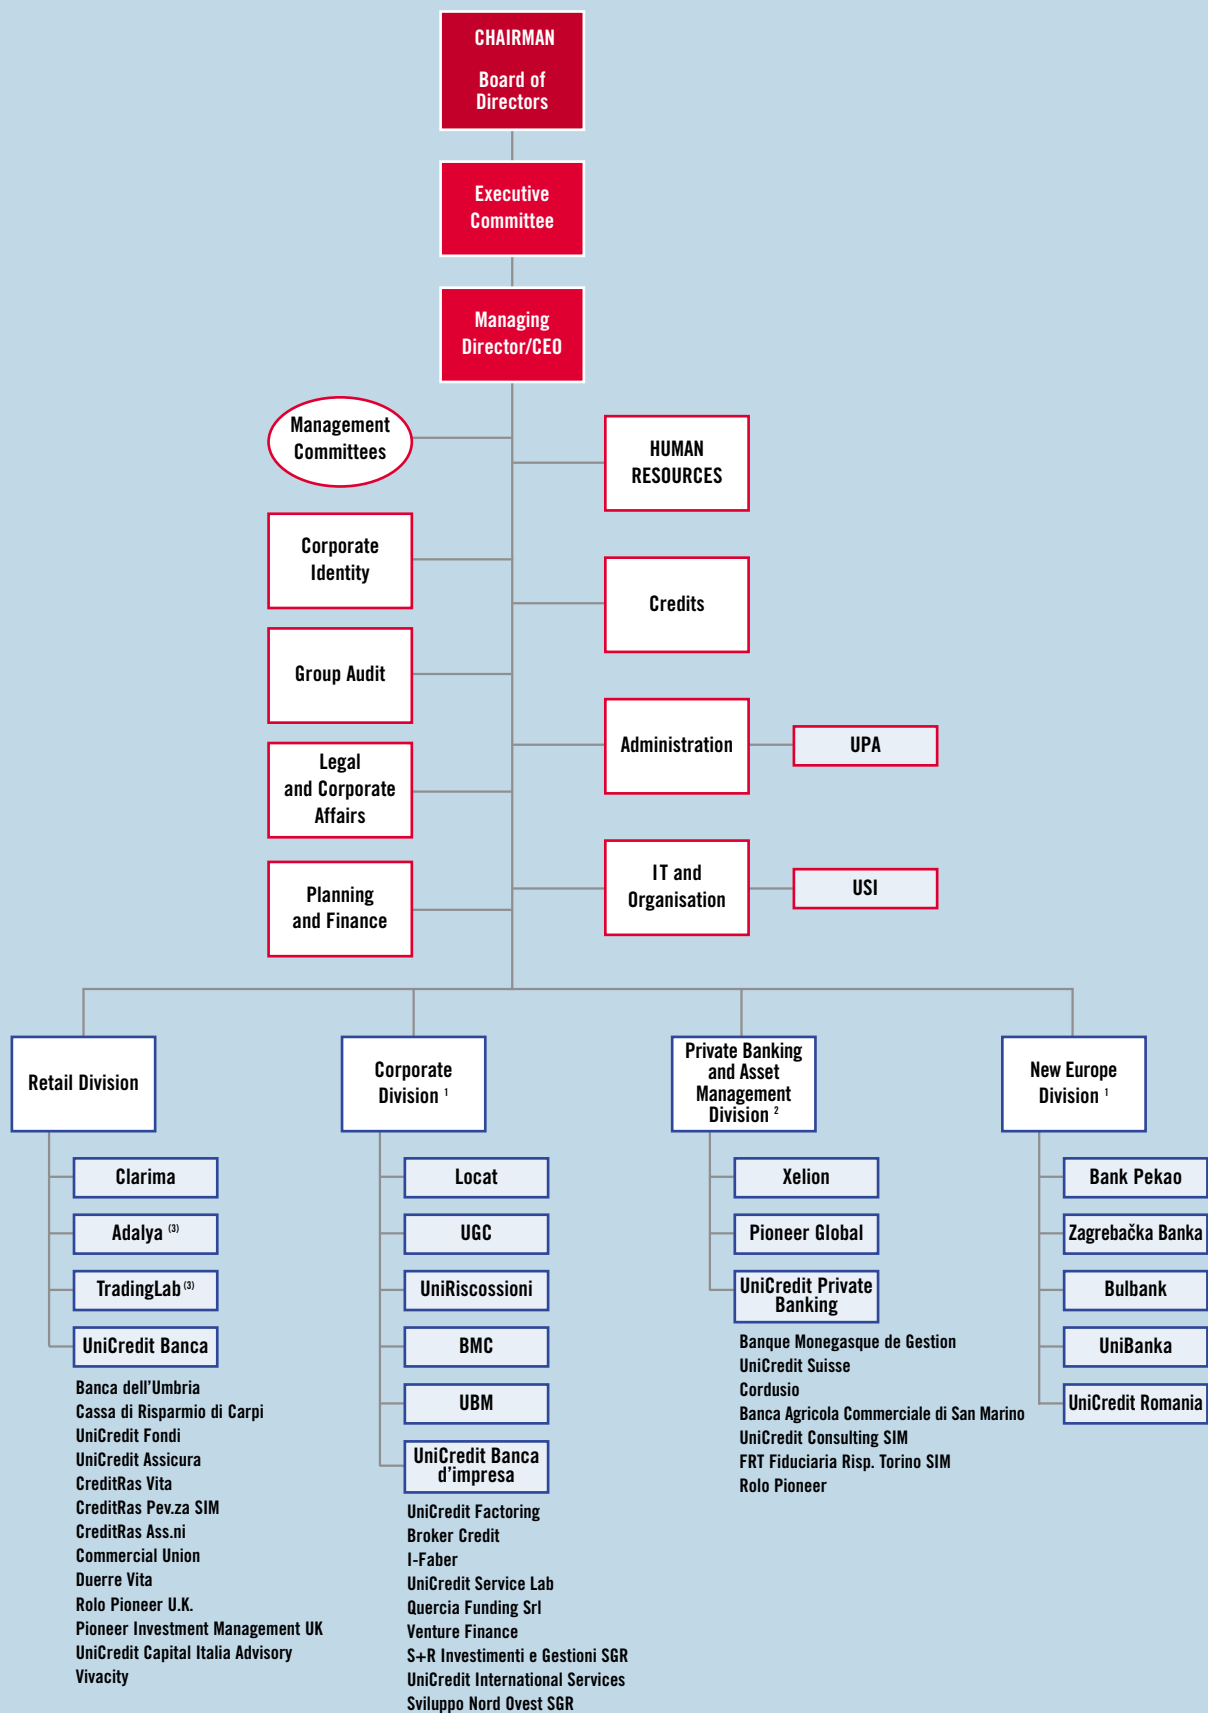 CHAIRMAN
Board of
Directors
Executive
Committee
Managing
Director/CEO
Management
Committees
HUMAN
RESOURCES
Corporate
Identity
Credits
Group Audit
Administration
UPA
Legal
and Corporate
Affairs
IT and
Organisation
USI
Planning
and Finance
Retail Division
Clarima
Adalya (3)
TradingLab (3)
UniCredit Banca
Banca dell'Umbria
Cassa di Risparmio di Carpi
UniCredit Fondi
UniCredit Assicura
CreditRas Vita
CreditRas Pev.za SIM
CreditRas Ass.ni
Commercial Union
Duerre Vita
Rolo Pioneer U.K.
Pioneer Investment Management UK
UniCredit Capital Italia Advisory
Vivacity
Corporate
Division 1
Locat
UGC
UniRiscossioni
BMC
UBM
UniCredit Banca
d'impresa
UniCredit Factoring
Broker Credit
I-Faber
UniCredit Service Lab
Quercia Funding Srl
Venture Finance
S+R Investimenti e Gestioni SGR
UniCredit International Services
Sviluppo Nord Ovest SGR
Private Banking
and Asset
Management
Division 2
Xelion
Pioneer Global
UniCredit Private
Banking
Banque Monegasque de Gestion
UniCredit Suisse
Cordusio
Banca Agricola Commerciale di San Marino
UniCredit Consulting SIM
FRT Fiduciaria Risp. Torino SIM
Rolo Pioneer
New Europe
Division 1
Bank Pekao
Zagrebačka Banka
Bulbank
UniBanka
UniCredit Romania